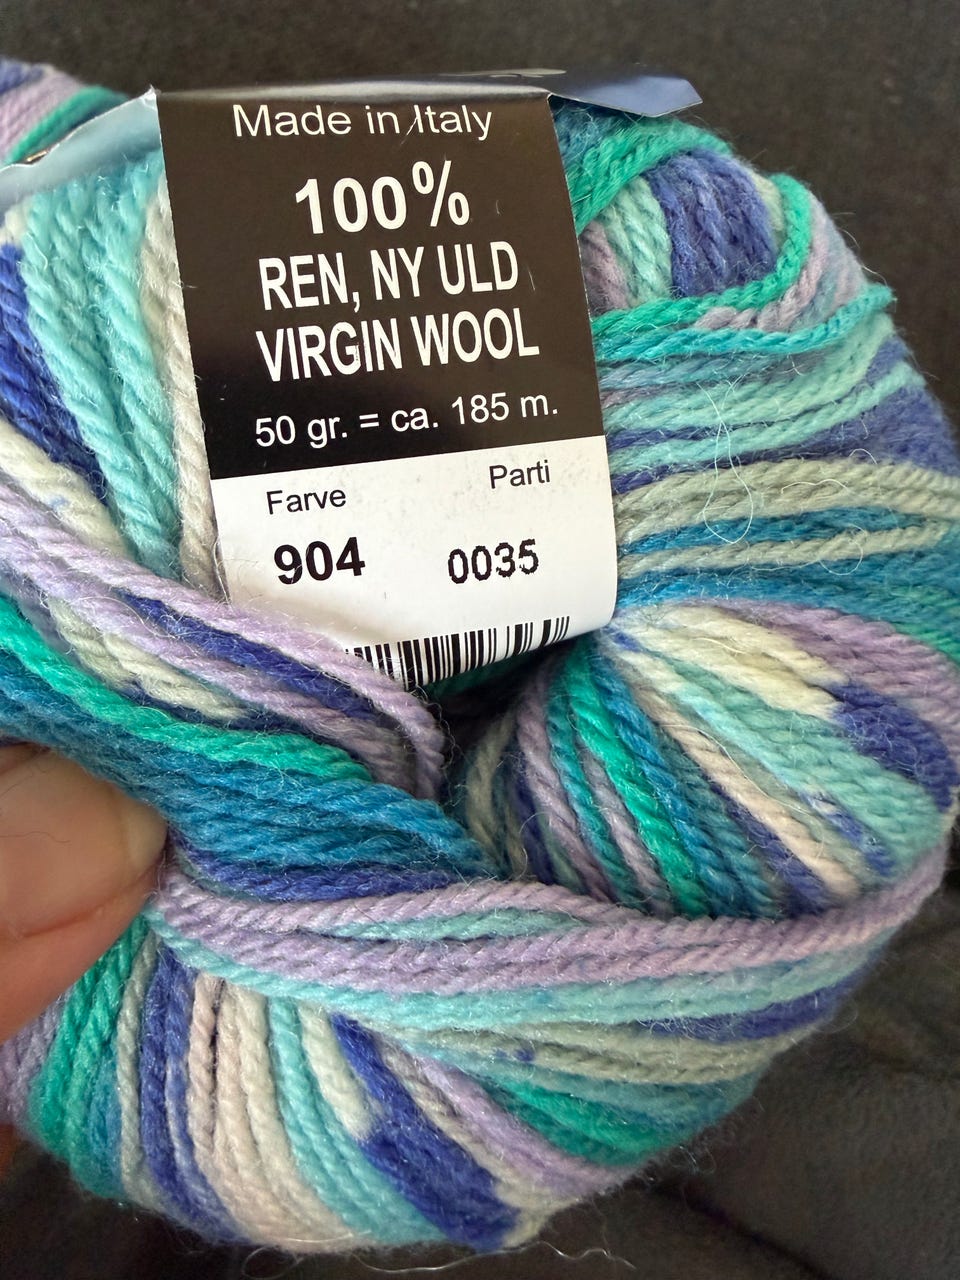 Made in Italy
100%
REN, NY ULD
VIRGIN WOOL
50 gr. = ca. 185 m.
Farve Parti
904 0035